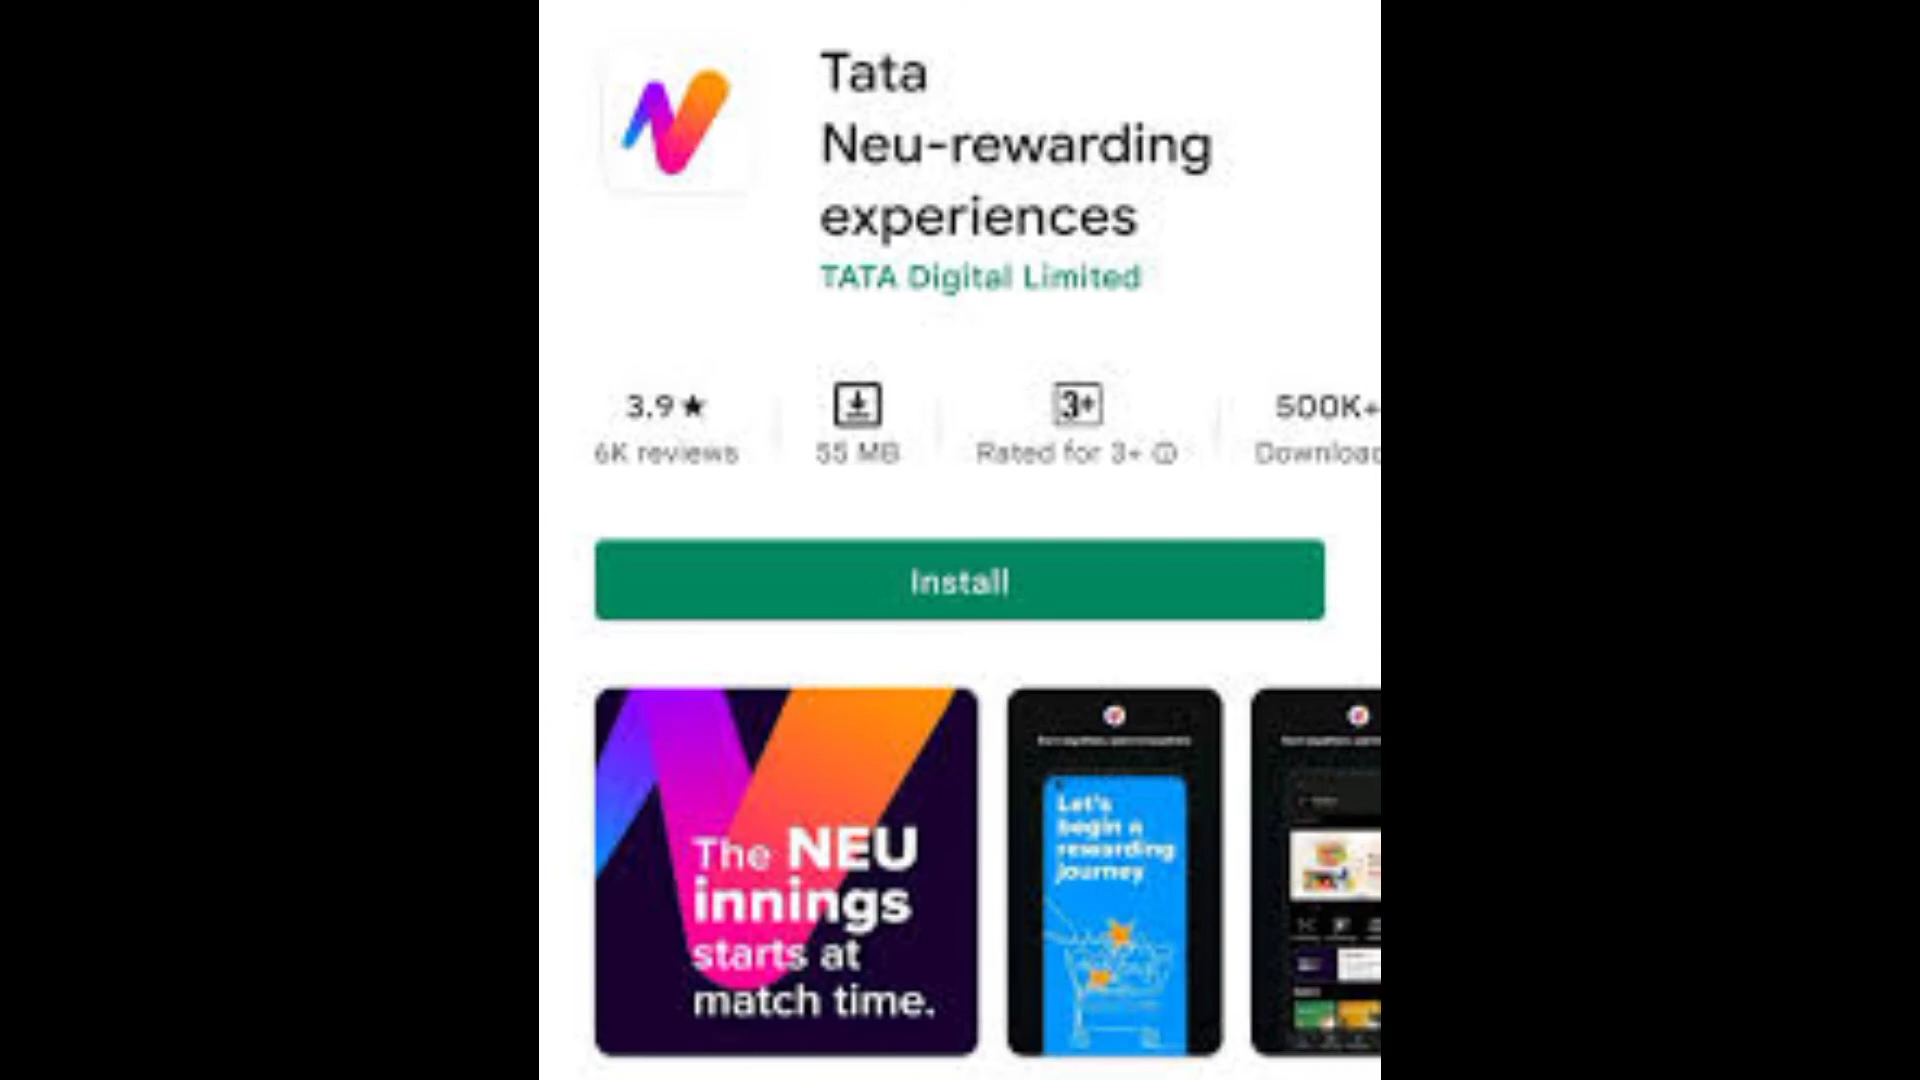 Tata
Neu-rewarding
experiences
TATA Digital Limited
3.9★
6K reviews
55 MB
3+
Rated for 3+
500K+
Download
Install
The NEU
innings
starts at
match time.
Let's
begin a
rewarding
journey